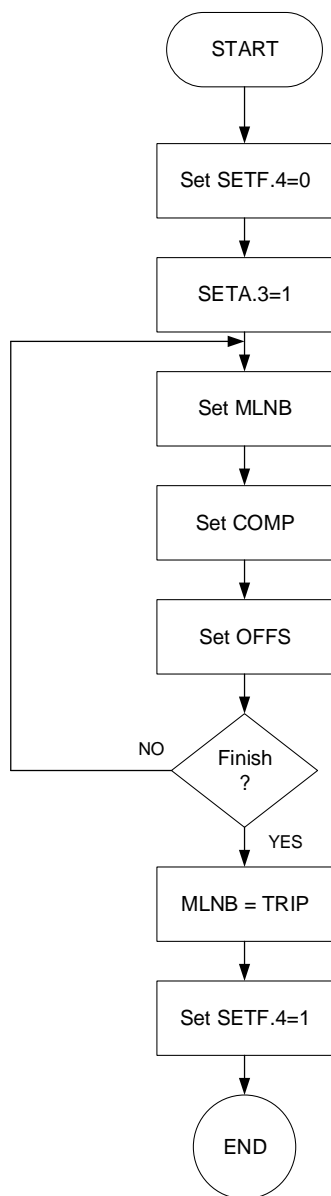 START
Set SETF.4=0
SETA.3=1
Set MLNB
Set COMP
Set OFFS
Finish
?
NO
YES
MLNB = TRIP
Set SETF.4=1
END